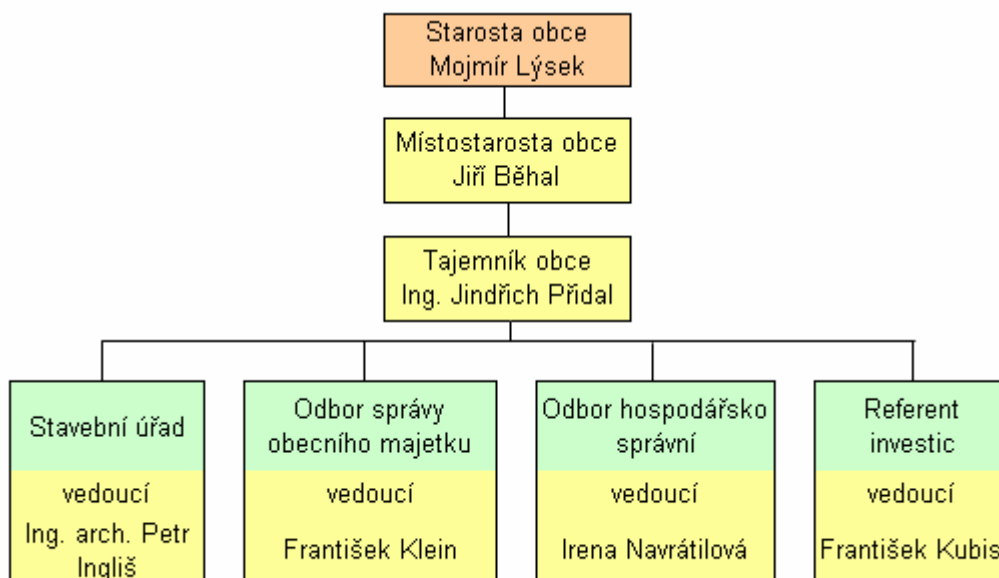 Starosta obce
Mojmír Lýsek
Místostarosta obce
Jiří Běhal
Tajemník obce
Ing. Jindřich Přidal
Stavební úřad
vedoucí
Ing. arch. Petr
Ingliš
Odbor správy
obecního majetku
vedoucí
František Klein
Odbor hospodářsko
správní
vedoucí
Irena Navrátilová
Referent
investic
vedoucí
František Kubis